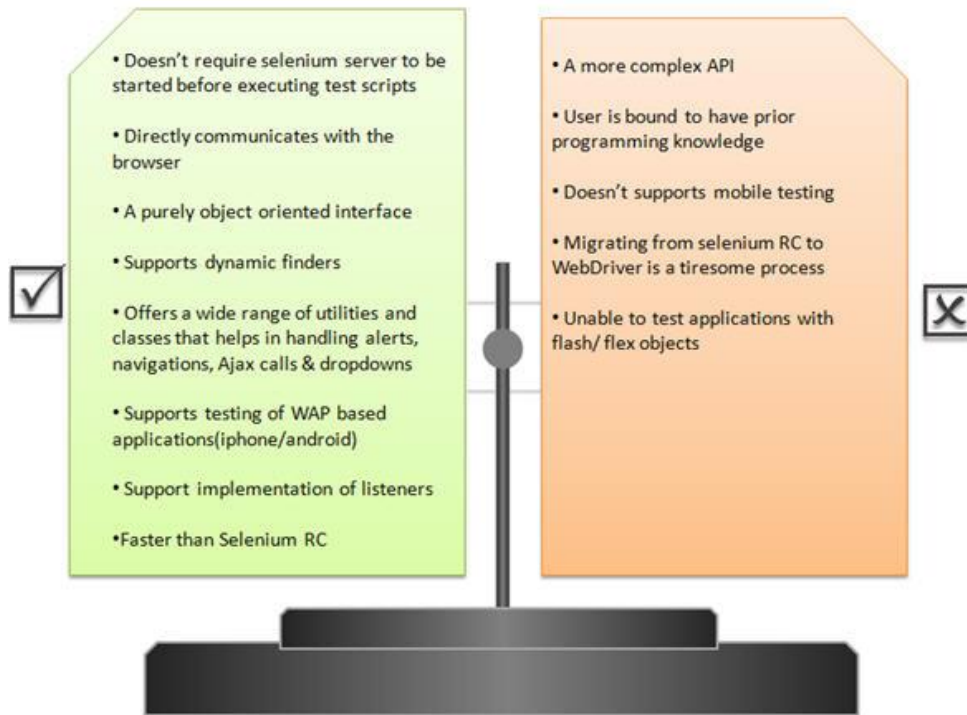 • Doesn't require selenium server to be
started before executing test scripts
• Directly communicates with the
browser
• A purely object oriented interface
• Supports dynamic finders
• Offers a wide range of utilities and
classes that helps in handling alerts,
navigations, Ajax calls & dropdowns
• Supports testing of WAP based
applications(iphone/android)
• Support implementation of listeners
•Faster than Selenium RC
• A more complex API
• User is bound to have prior
programming knowledge
• Doesn't supports mobile testing
• Migrating from selenium RC to
WebDriver is a tiresome process
• Unable to test applications with
flash/ flex objects